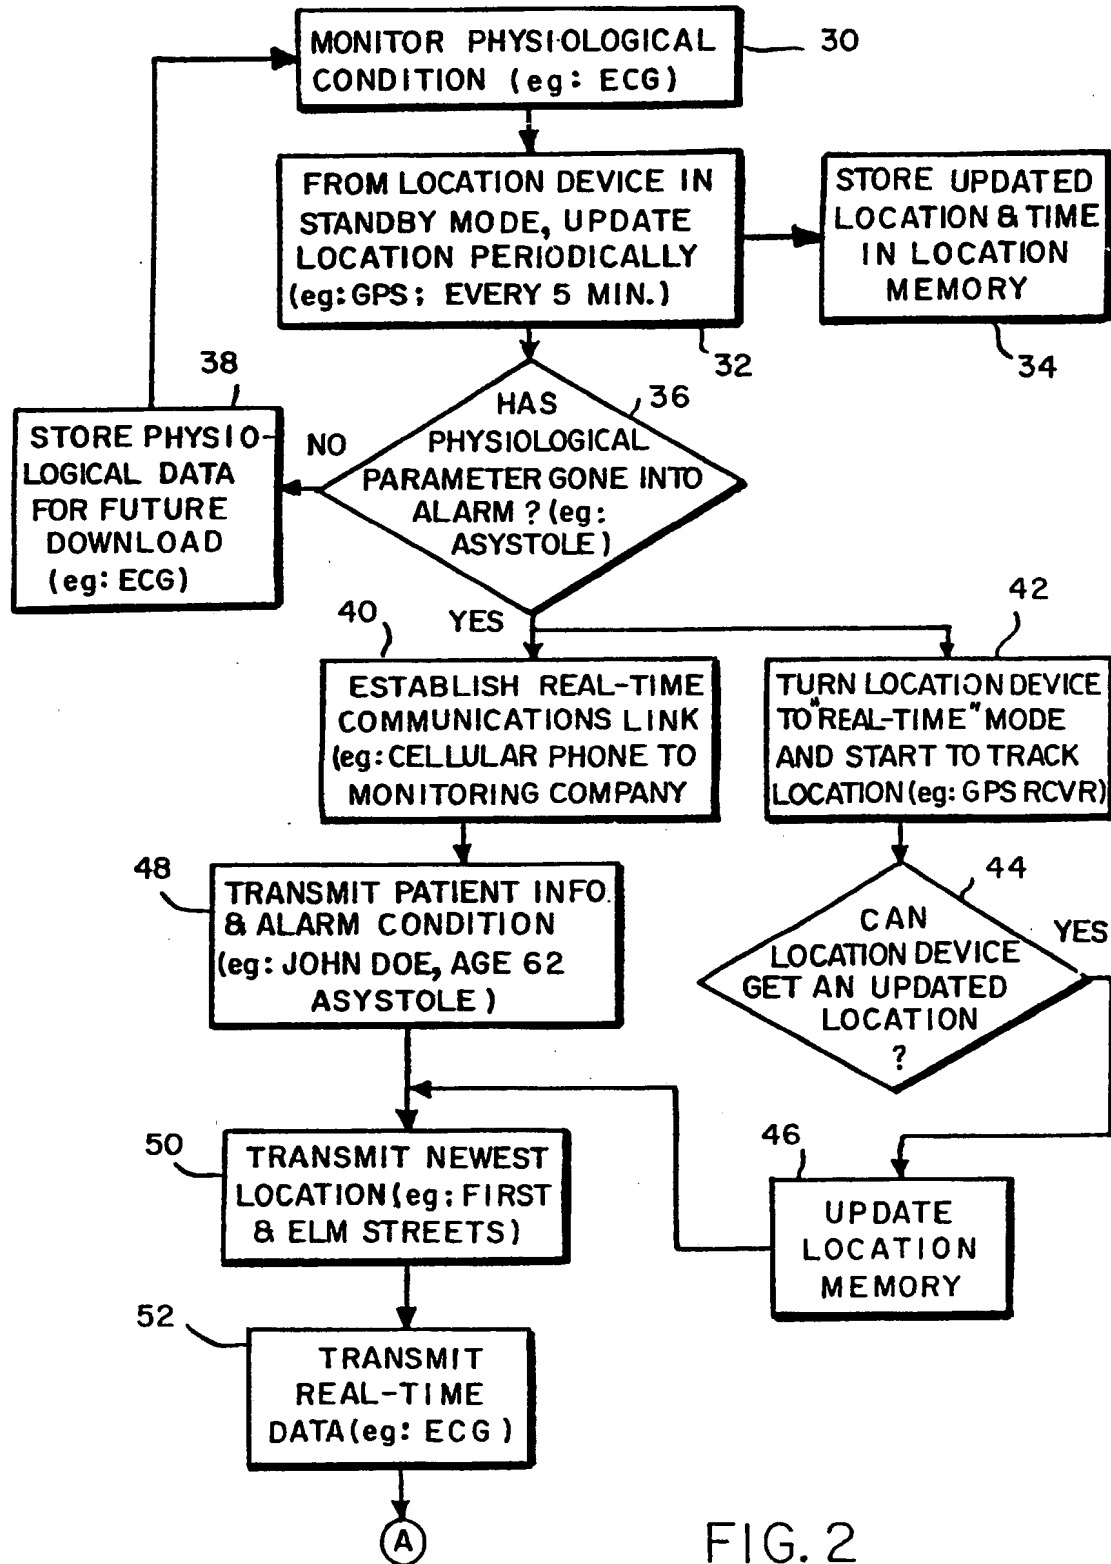 MONITOR PHYSIOLOGICAL
CONDITION (eg: ECG)
30
FROM LOCATION DEVICE IN
STANDBY MODE, UPDATE
LOCATION PERIODICALLY
(eg: GPS; EVERY 5 MIN.)
32
STORE UPDATED
LOCATION & TIME
IN LOCATION
MEMORY
34
HAS
PHYSIOLOGICAL
PARAMETER GONE INTO
ALARM ? (eg:
ASYSTOLE)
36
NO
38
STORE PHYSIO-
LOGICAL DATA
FOR FUTURE
DOWNLOAD
(eg: ECG)
YES
40
ESTABLISH REAL-TIME
COMMUNICATIONS LINK
(eg: CELLULAR PHONE TO
MONITORING COMPANY
42
TURN LOCATION DEVICE
TO "REAL-TIME" MODE
AND START TO TRACK
LOCATION (eg: GPS RCVR)
48
TRANSMIT PATIENT INFO.
& ALARM CONDITION
(eg: JOHN DOE, AGE 62
ASYSTOLE)
44
CAN
LOCATION DEVICE
GET AN UPDATED
LOCATION
?
YES
46
UPDATE
LOCATION
MEMORY
50
TRANSMIT NEWEST
LOCATION (eg: FIRST
& ELM STREETS)
52
TRANSMIT
REAL-TIME
DATA (eg: ECG)
A
FIG. 2